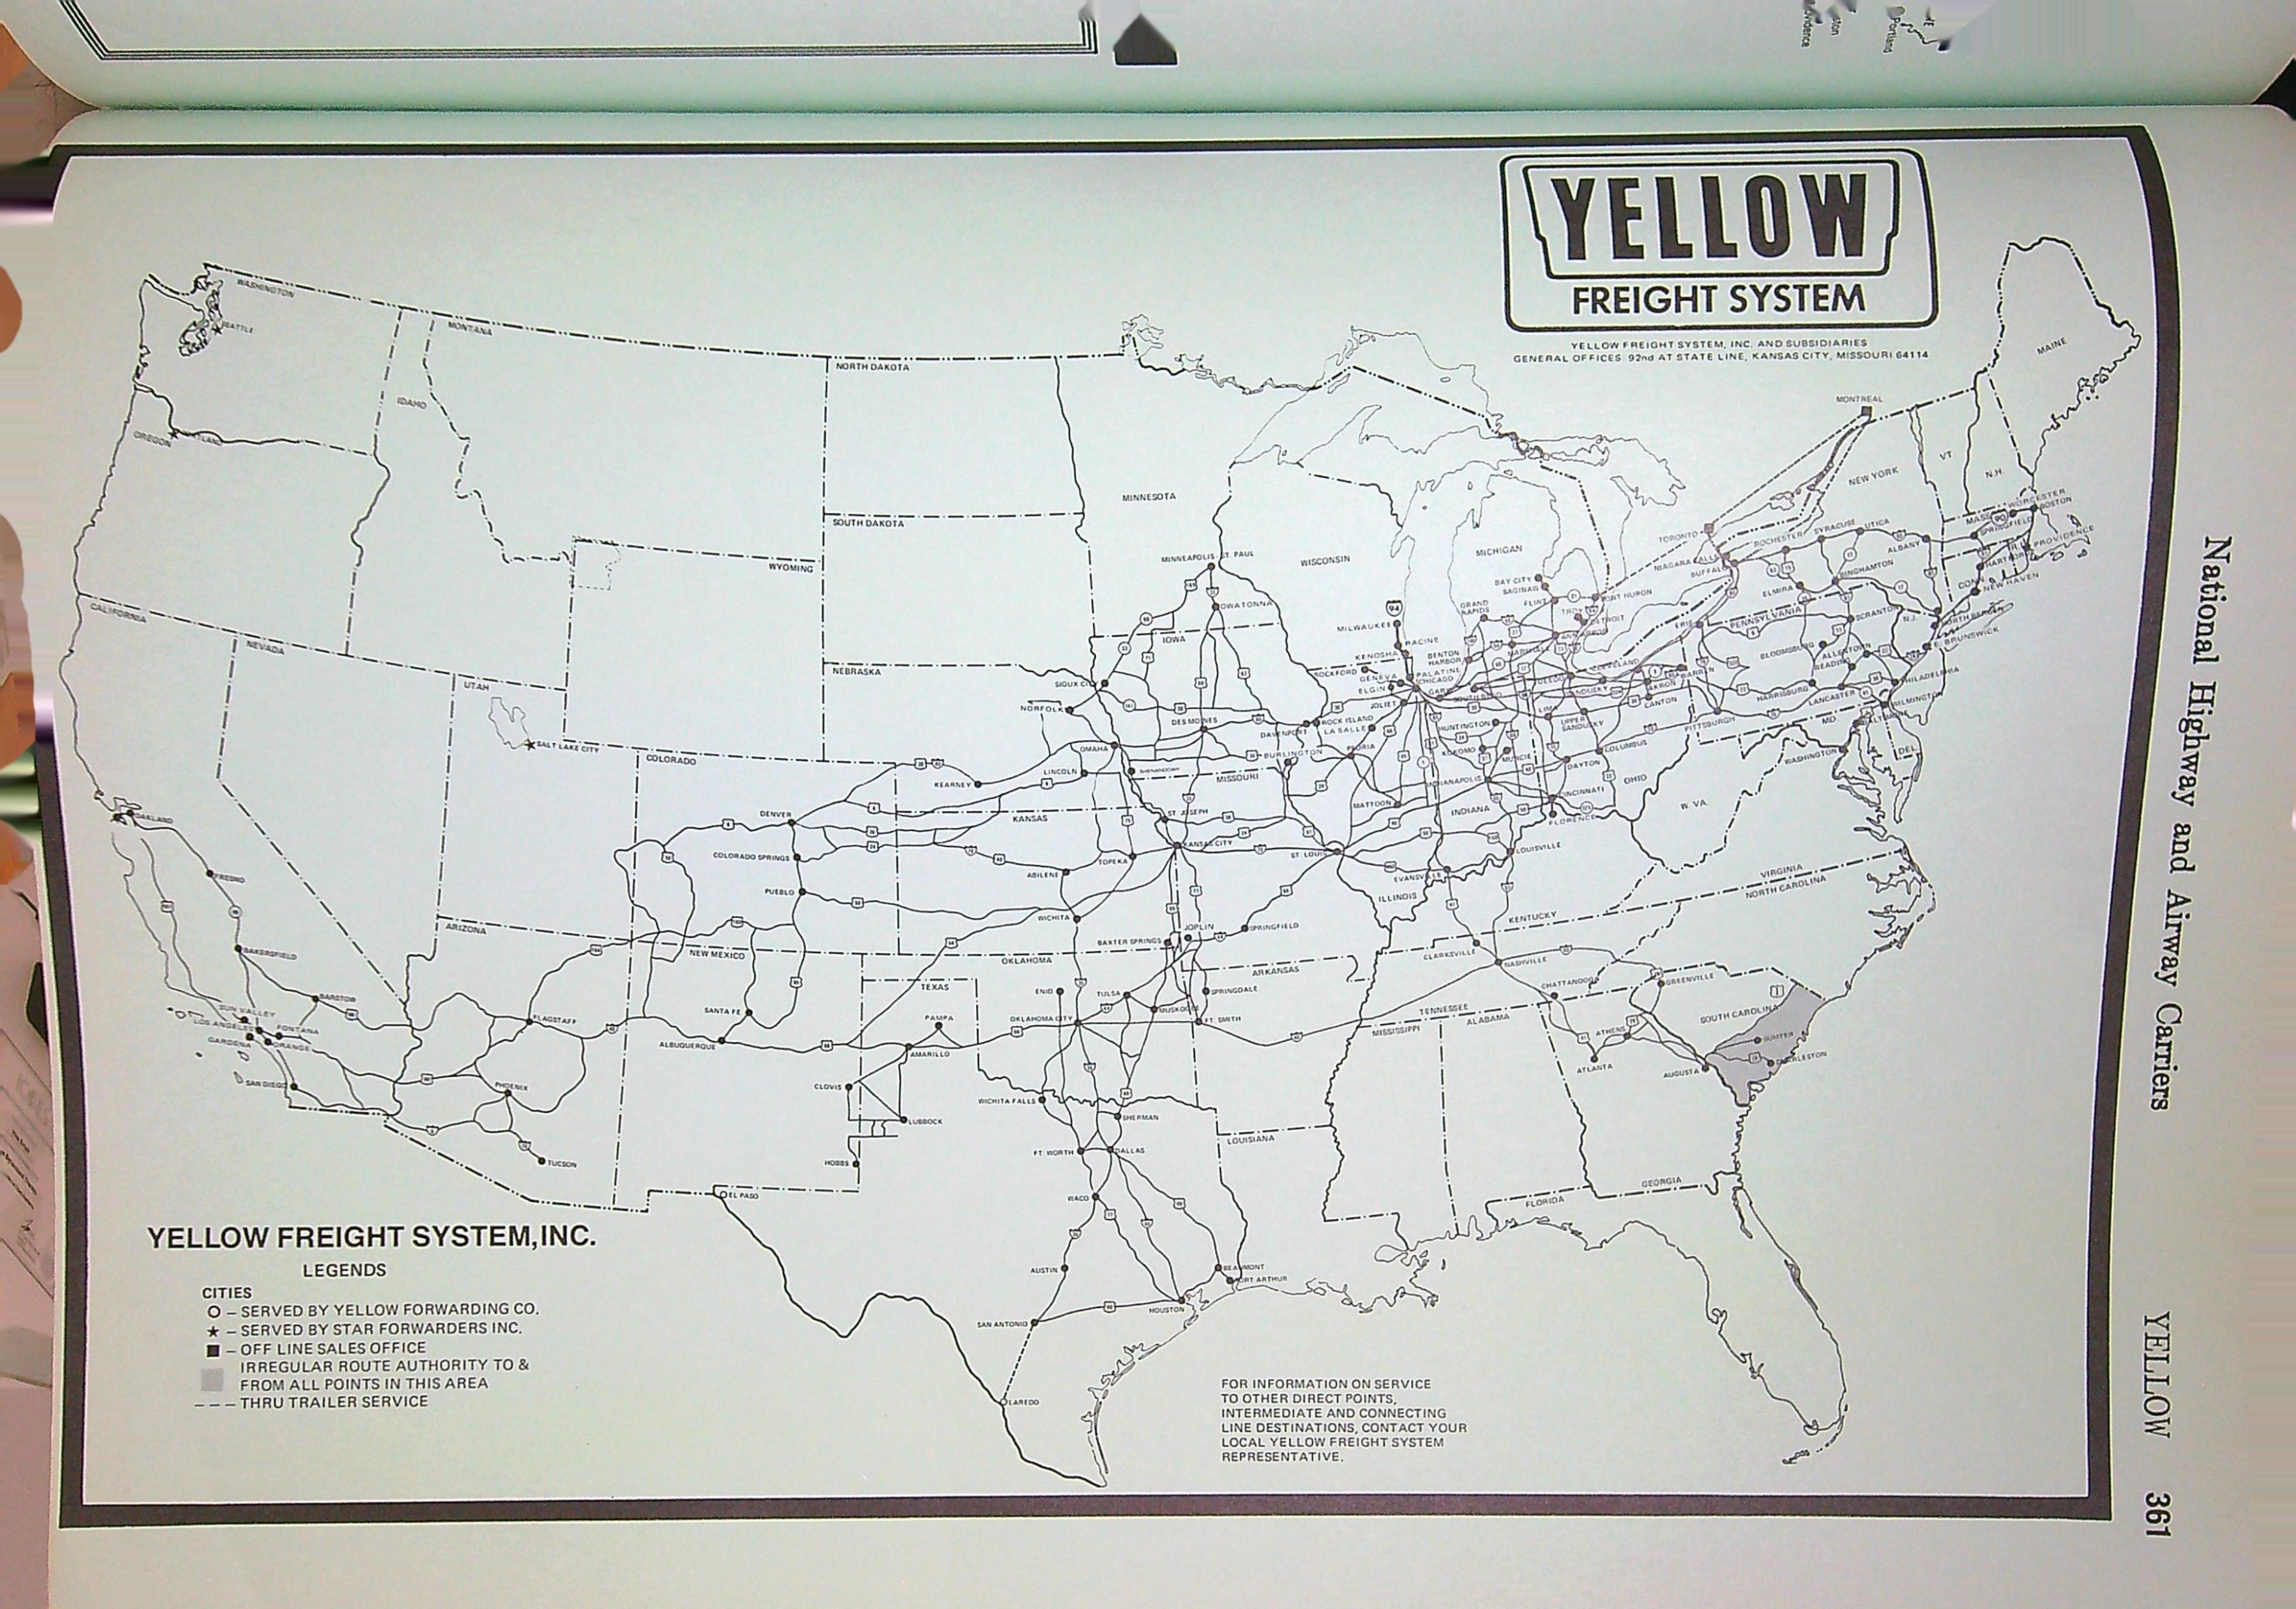 YELLOW
FREIGHT SYSTEM
YELLOW FREIGHT SYSTEM, INC. AND SUBSIDIARIES
GENERAL OFFICES: 92nd AT STATE LINE, KANSAS CITY, MISSOURI 64114
WASHINGTON
SEATTLE
MONTANA
NORTH DAKOTA
MAINE
IDAHO
OREGON
MONTREAL
MINNESOTA
NEW YORK
VT.
N.H.
SOUTH DAKOTA
WORCESTER
BOSTON
SPRINGFIELD
PROVIDENCE
TORONTO
ROCHESTER
SYRACUSE
UTICA
ALBANY
MINNEAPOLIS
ST. PAUL
WISCONSIN
MICHIGAN
WYOMING
NIAGARA FALLS
BUFFALO
BINGHAMTON
CONN.
NEW HAVEN
ELMIRA
CALIFORNIA
OWATONNA
BAY CITY
SAGINAW
FLINT
PORT HURON
GRAND RAPIDS
TROY
DETROIT
MILWAUKEE
94
RACINE
KENOSHA
ERIE
PENNSYLVANIA
SCRANTON
N.J.
NORTH BERGEN
E. BRUNSWICK
NEVADA
IOWA
BENTON HARBOR
MARSHALL
BLOOMSBURG
ALLENTOWN
READING
UTAH
NEBRASKA
SIOUX CITY
ROCKFORD
GENEVA
ELGIN
PALATINE
CHICAGO
GARY
CLEVELAND
WARREN
AKRON
CANTON
HARRISBURG
LANCASTER
PHILADELPHIA
WILMINGTON
NORFOLK
DES MOINES
ROCK ISLAND
DAVENPORT
LA SALLE
JOLIET
HUNTINGTON
LIMA
UPPER SANDUSKY
PITTSBURGH
MD.
SALT LAKE CITY
OMAHA
BURLINGTON
PEORIA
KOKOMO
MUNCIE
COLUMBUS
DAYTON
OHIO
WASHINGTON
DEL.
COLORADO
LINCOLN
SHENANDOAH
MISSOURI
KEARNEY
INDIANAPOLIS
MATTOON
INDIANA
CINCINNATI
FLORENCE
W. VA.
OAKLAND
DENVER
KANSAS
ST. JOSEPH
KANSAS CITY
COLORADO SPRINGS
TOPEKA
ST. LOUIS
LOUISVILLE
FRESNO
PUEBLO
ABILENE
EVANSVILLE
ILLINOIS
VIRGINIA
NORTH CAROLINA
KENTUCKY
WICHITA
ARIZONA
BAKERSFIELD
NEW MEXICO
OKLAHOMA
BAXTER SPRINGS
JOPLIN
SPRINGFIELD
CLARKSVILLE
NASHVILLE
ARKANSAS
BARSTOW
TEXAS
ENID
TULSA
SPRINGDALE
CHATTANOOGA
GREENVILLE
SUN VALLEY
LOS ANGELES
FONTANA
GARDENA
ORANGE
FLAGSTAFF
SANTA FE
PAMPA
OKLAHOMA CITY
MUSKOGEE
FT. SMITH
TENNESSEE
MISSISSIPPI
ALABAMA
SOUTH CAROLINA
SUMTER
ATHENS
ATLANTA
AUGUSTA
CHARLESTON
ALBUQUERQUE
AMARILLO
SAN DIEGO
PHOENIX
CLOVIS
WICHITA FALLS
LUBBOCK
SHERMAN
TUCSON
HOBBS
FT. WORTH
DALLAS
LOUISIANA
EL PASO
WACO
FLORIDA
GEORGIA
AUSTIN
BEAUMONT
PORT ARTHUR
HOUSTON
SAN ANTONIO
LAREDO
YELLOW FREIGHT SYSTEM, INC.
LEGENDS
CITIES
– SERVED BY YELLOW FORWARDING CO.
– SERVED BY STAR FORWARDERS INC.
– OFF LINE SALES OFFICE
IRREGULAR ROUTE AUTHORITY TO &
FROM ALL POINTS IN THIS AREA
– – – THRU TRAILER SERVICE
FOR INFORMATION ON SERVICE
TO OTHER DIRECT POINTS,
INTERMEDIATE AND CONNECTING
LINE DESTINATIONS, CONTACT YOUR
LOCAL YELLOW FREIGHT SYSTEM
REPRESENTATIVE.
National Highway and Airway Carriers
YELLOW 361